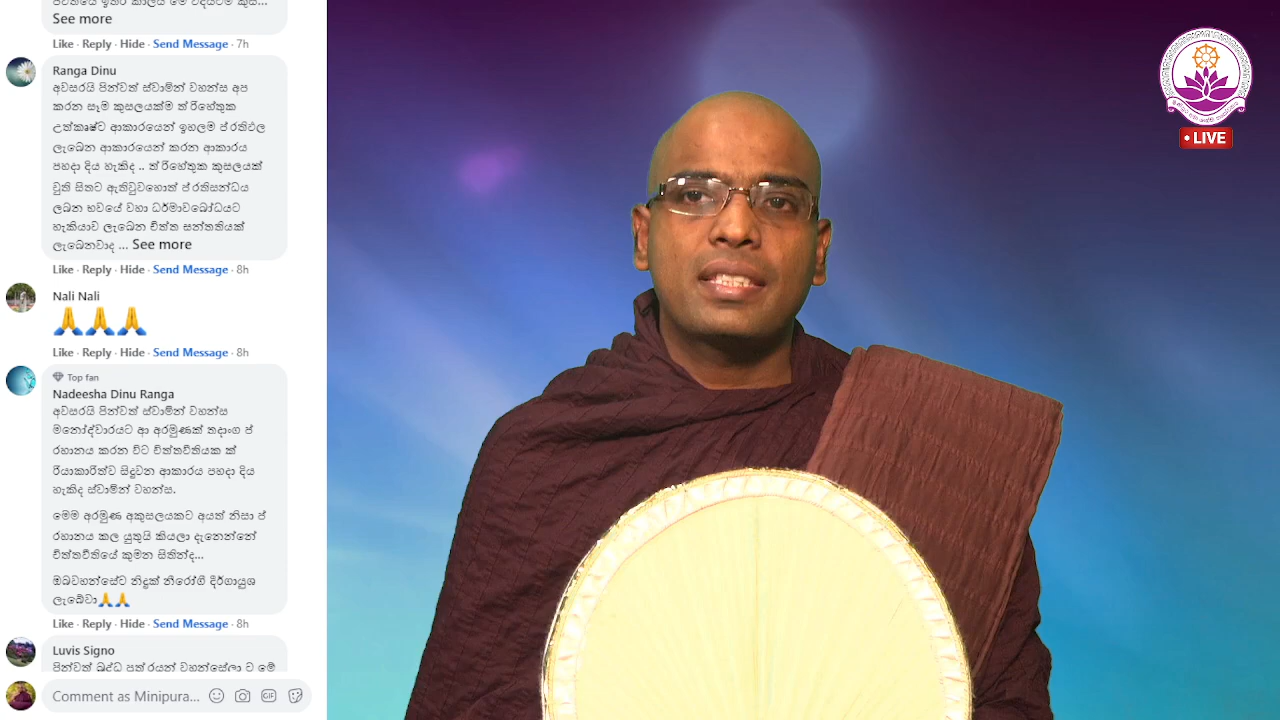 See more
Like · Reply · Hide · Send Message · 7h
Ranga Dinu
අවසරයි පින්වත් ස්වාමින් වහන්ස අප
කරන සෑම කුසලයක්ම ත් රිහේතුක
උත්කෘෂ්ට ආකාරයෙන් ඉහලම ප් රතිඵල
ලැබෙන ආකාරයෙන් කරන ආකාරය
පහදා දිය හැකිද .. ත් රිහේතුක කුසලයක්
චුති සිතට ඇතිවුවහොත් ප් රතිසන්ධය
ලබන භවයේ වහා ධර්මාවබෝධයට
හැකියාව ලැබෙන චිත්ත සන්තතියක්
ලැබෙනවාද ... See more
Like · Reply · Hide · Send Message · 8h
Nali Nali
🙏🙏🙏
Like · Reply · Hide · Send Message · 8h
Top fan
Nadeesha Dinu Ranga
අවසරයි පින්වත් ස්වාමින් වහන්ස
මනෝද්වාරයට ආ අරමුණක් තදාංග ප්
රහානය කරන විට චිත්තවීතියක ක්
රියාකාරීත්ව සිදුවන ආකාරය පහදා දිය
හැකිද ස්වාමින් වහන්ස.
මෙම අරමුණ අකුසලයකට අයත් නිසා ප්
රහානය කල යුතුයි කියලා දැනෙන්නේ
චිත්තවීතියේ කුමන සිතින්ද...
ඔබවහන්සේට නිදුක් නිරෝගි දීර්ගායුශ
ලැබේවා🙏🙏
Like · Reply · Hide · Send Message · 8h
Luvis Signo
පින්වත් බුද්ධ පුත් රයන් වහන්සේලා ට මේ
Comment as Minipura...
GIF
LIVE